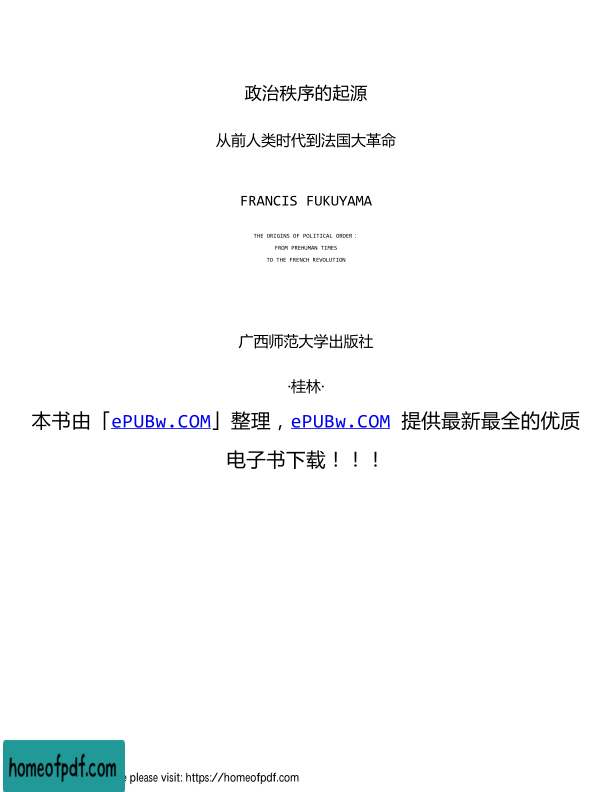 政治秩序的起源
从前人类时代到法国大革命
FRANCIS FUKUYAMA
THE ORIGINS OF POLITICAL ORDER：
FROM PREHUMAN TIMES
TO THE FRENCH REVOLUTION
广西师范大学出版社
·桂林·
本书由「ePUBw.COM」整理，ePUBw.COM 提供最新最全的优质
电子书下载！！！
homeofpdf.com
please visit: https://homeofpdf.com